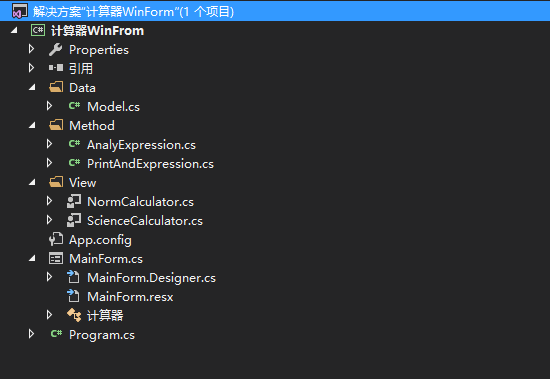 解决方案"计算器WinForm"(1 个项目)
计算器WinFrom
Properties
引用
Data
Model.cs
Method
AnalyExpression.cs
PrintAndExpression.cs
View
NormCalculator.cs
ScienceCalculator.cs
App.config
MainForm.cs
MainForm.Designer.cs
MainForm.resx
计算器
Program.cs